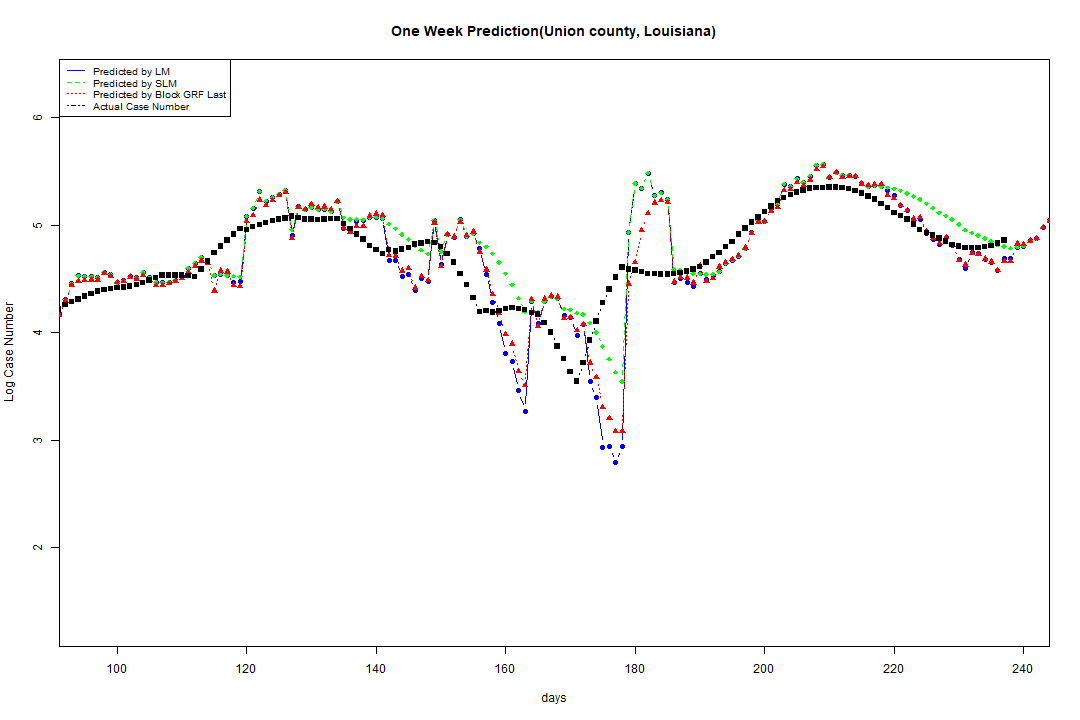 One Week Prediction(Union county, Louisiana)
Predicted by LM
Predicted by SLM
Predicted by Block GRF Last
Actual Case Number
6
5
4
3
2
Log Case Number
100 120 140 160 180 200 220 240
days